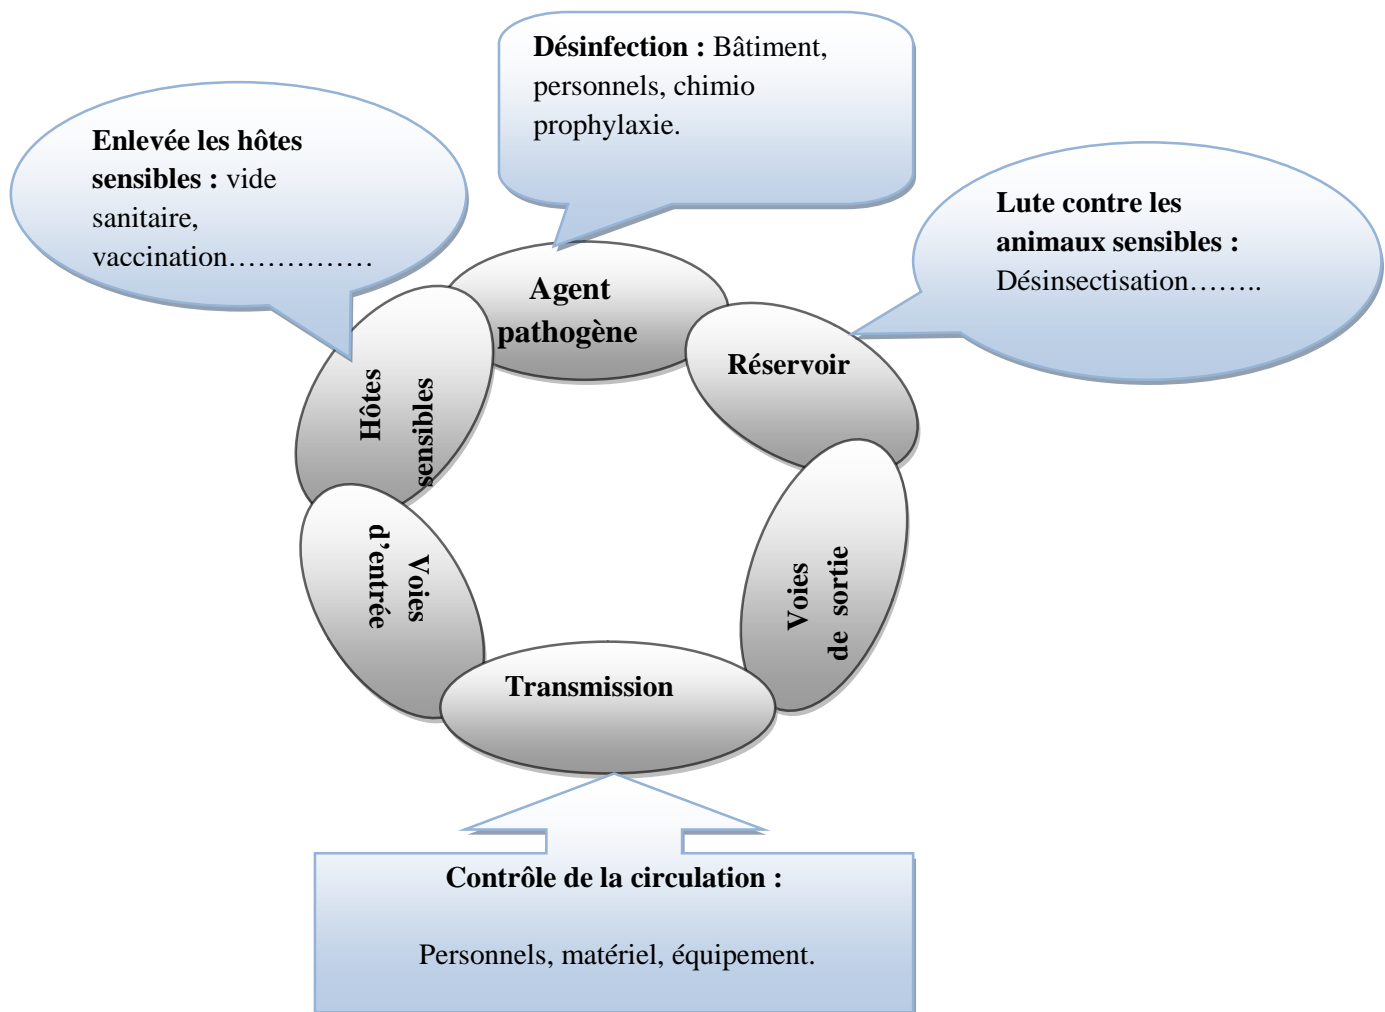 Désinfection : Bâtiment,
personnels, chimio
prophylaxie.
Enlevée les hôtes
sensibles : vide
sanitaire,
vaccination……………
Lute contre les
animaux sensibles :
Désinsectisation……..
Agent
pathogène
Réservoir
Hôtes
sensibles
Voies
d’entrée
Voies
de sortie
Transmission
Contrôle de la circulation :
Personnels, matériel, équipement.